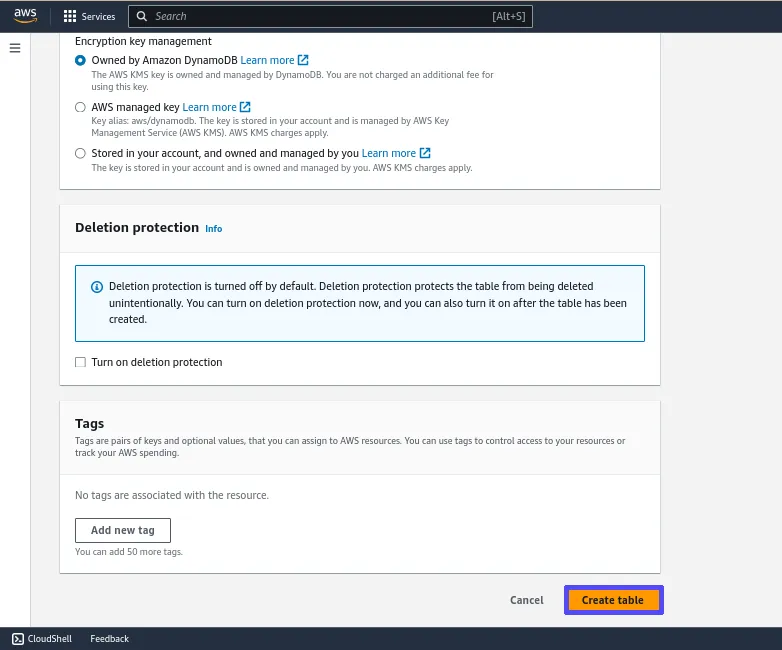 aws
Services
Search
[Alt+S]
Encryption key management
Owned by Amazon DynamoDB Learn more
The AWS KMS key is owned and managed by DynamoDB. You are not charged an additional fee for
using this key.
AWS managed key Learn more
Key alias: aws/dynamodb. The key is stored in your account and is managed by AWS Key
Management Service (AWS KMS). AWS KMS charges apply.
Stored in your account, and owned and managed by you Learn more
The key is stored in your account and is owned and managed by you. AWS KMS charges apply.
Deletion protection Info
Deletion protection is turned off by default. Deletion protection protects the table from being deleted
unintentionally. You can turn on deletion protection now, and you can also turn it on after the table has been
created.
Turn on deletion protection
Tags
Tags are pairs of keys and optional values, that you can assign to AWS resources. You can use tags to control access to your resources or
track your AWS spending.
No tags are associated with the resource.
Add new tag
You can add 50 more tags.
Cancel
Create table
CloudShell
Feedback